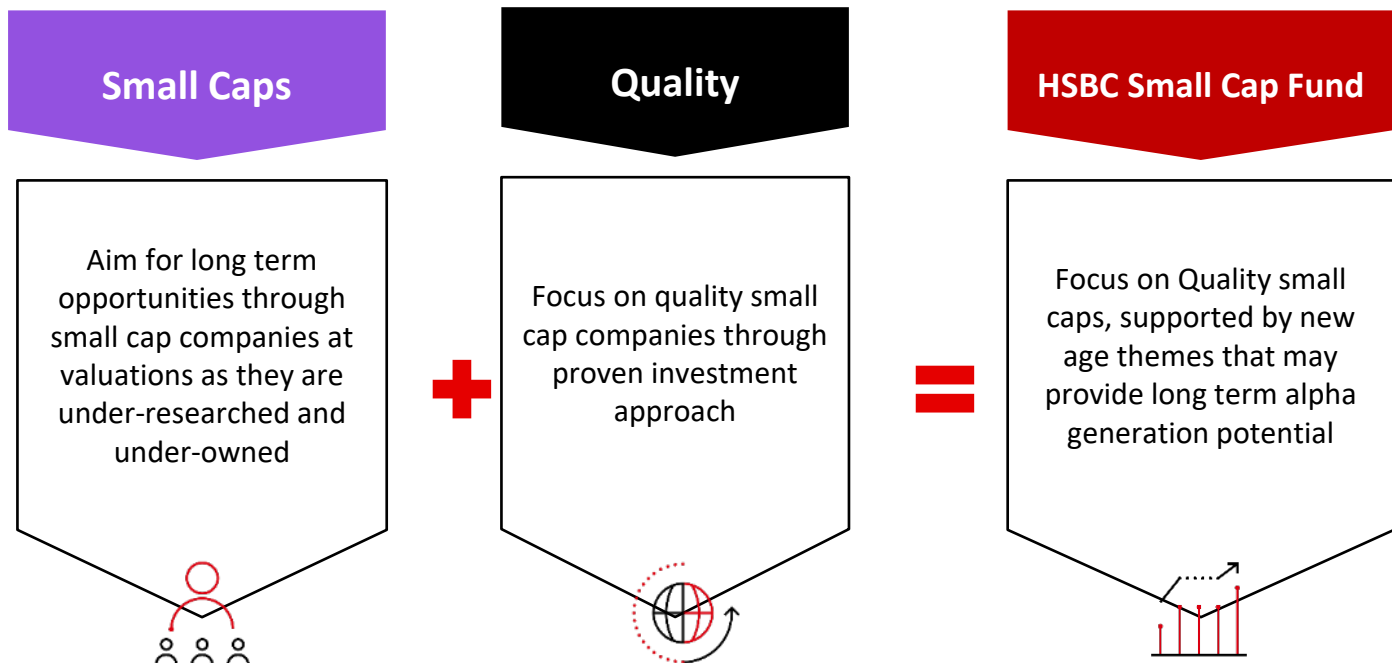 Small Caps
Aim for long term
opportunities through
small cap companies at
valuations as they are
under-researched and
under-owned
Quality
Focus on quality small
cap companies through
proven investment
approach
HSBC Small Cap Fund
Focus on Quality small
caps, supported by new
age themes that may
provide long term alpha
generation potential